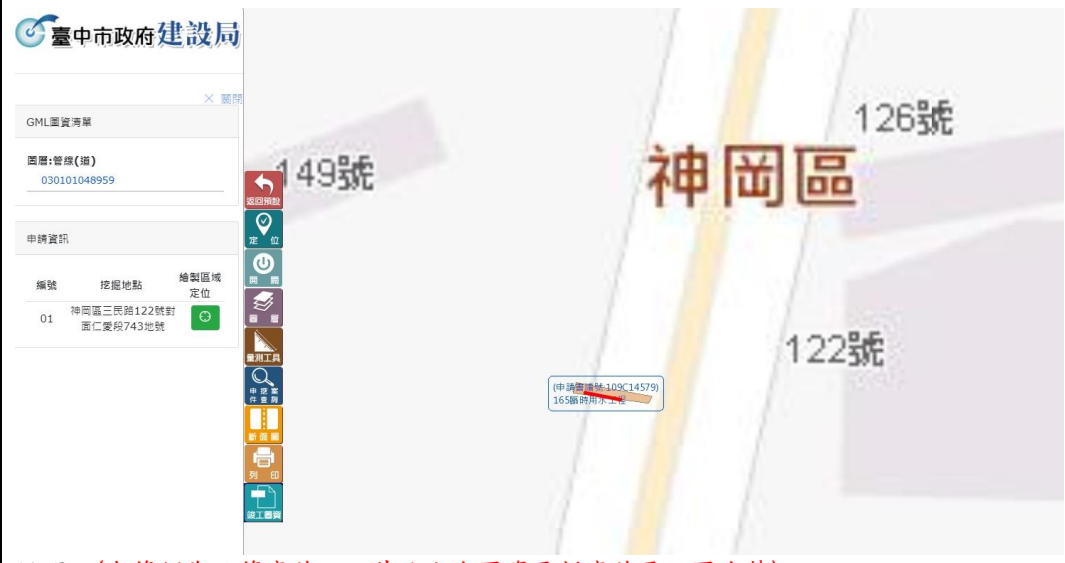 臺中市政府建設局
× 關閉
GML圖資清單
圖層:管線(道)
030101048959
申請資訊
編號 挖掘地點 繪製區域定位
01 神岡區三民路122號對面仁愛段743地號
返回預設
定 位
開 關
圖 層
量測工具
申挖案件查詢
斷面圖
列 印
竣工圖資
149號
126號
神岡區
122號
(申請書編號:109C14579)
165臨時用水工程